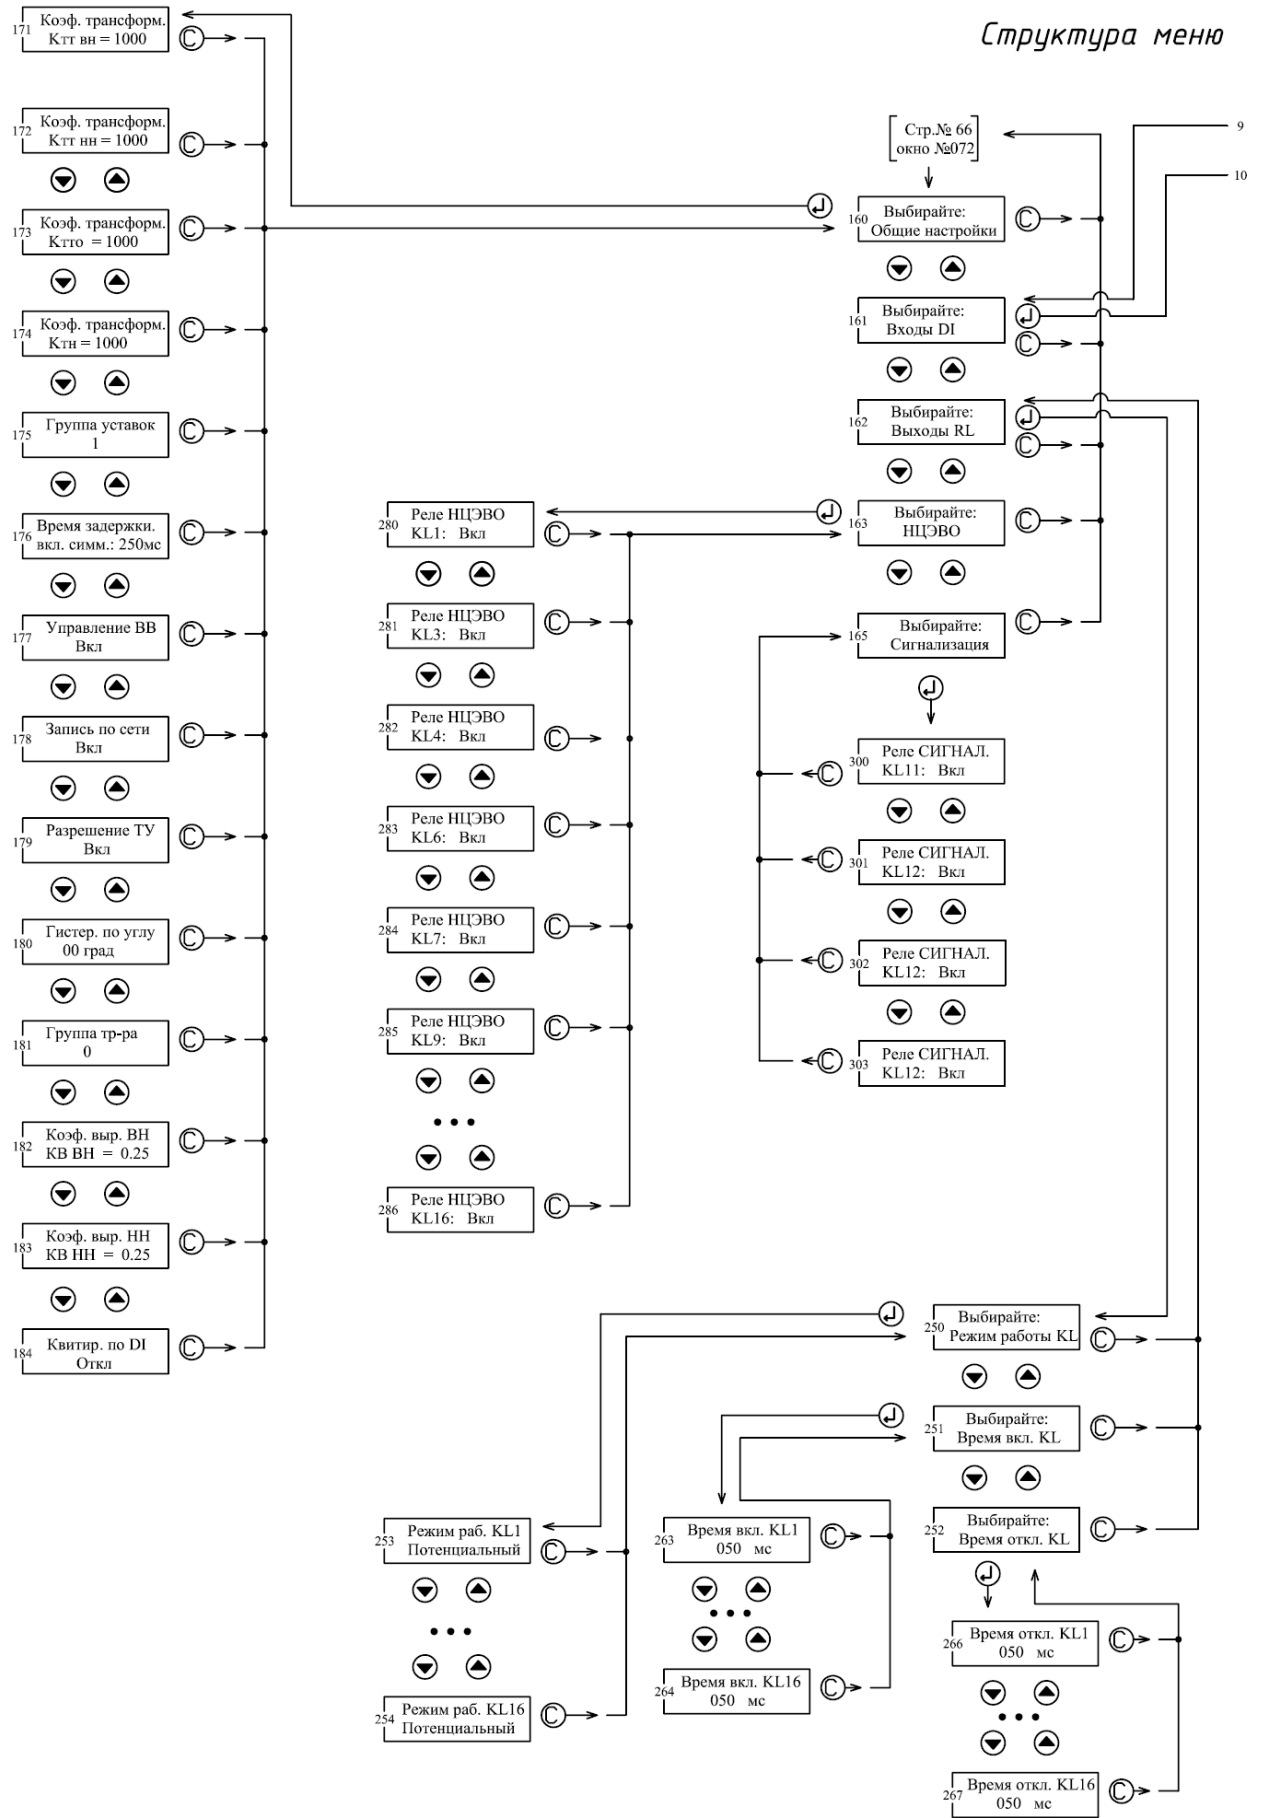 Структура меню
171
Коэф. трансформ.
Ктт вн = 1000
C
172
Коэф. трансформ.
Ктт нн = 1000
C
173
Коэф. трансформ.
Ктто = 1000
C
174
Коэф. трансформ.
Ктн = 1000
C
175
Группа уставок
1
C
176
Время задержки.
вкл. симм.: 250мс
C
177
Управление ВВ
Вкл
C
178
Запись по сети
Вкл
C
179
Разрешение ТУ
Вкл
C
180
Гистер. по углу
00 град
C
181
Группа тр-ра
0
C
182
Коэф. выр. ВН
КВ ВН = 0.25
C
183
Коэф. выр. НН
КВ НН = 0.25
C
184
Квитир. по DI
Откл
C
280
Реле НЦЭВО
KL1: Вкл
C
281
Реле НЦЭВО
KL3: Вкл
C
282
Реле НЦЭВО
KL4: Вкл
C
283
Реле НЦЭВО
KL6: Вкл
C
284
Реле НЦЭВО
KL7: Вкл
C
285
Реле НЦЭВО
KL9: Вкл
C
286
Реле НЦЭВО
KL16: Вкл
C
Стр.№ 66
окно №072
9
10
160
Выбирайте:
Общие настройки
C
161
Выбирайте:
Входы DI
C
162
Выбирайте:
Выходы RL
C
163
Выбирайте:
НЦЭВО
C
165
Выбирайте:
Сигнализация
C
300
Реле СИГНАЛ.
KL11: Вкл
C
301
Реле СИГНАЛ.
KL12: Вкл
C
302
Реле СИГНАЛ.
KL12: Вкл
C
303
Реле СИГНАЛ.
KL12: Вкл
C
250
Выбирайте:
Режим работы KL
C
251
Выбирайте:
Время вкл. KL
C
252
Выбирайте:
Время откл. KL
C
253
Режим раб. KL1
Потенциальный
C
254
Режим раб. KL16
Потенциальный
C
263
Время вкл. KL1
050 мс
C
264
Время вкл. KL16
050 мс
C
266
Время откл. KL1
050 мс
C
267
Время откл. KL16
050 мс
C